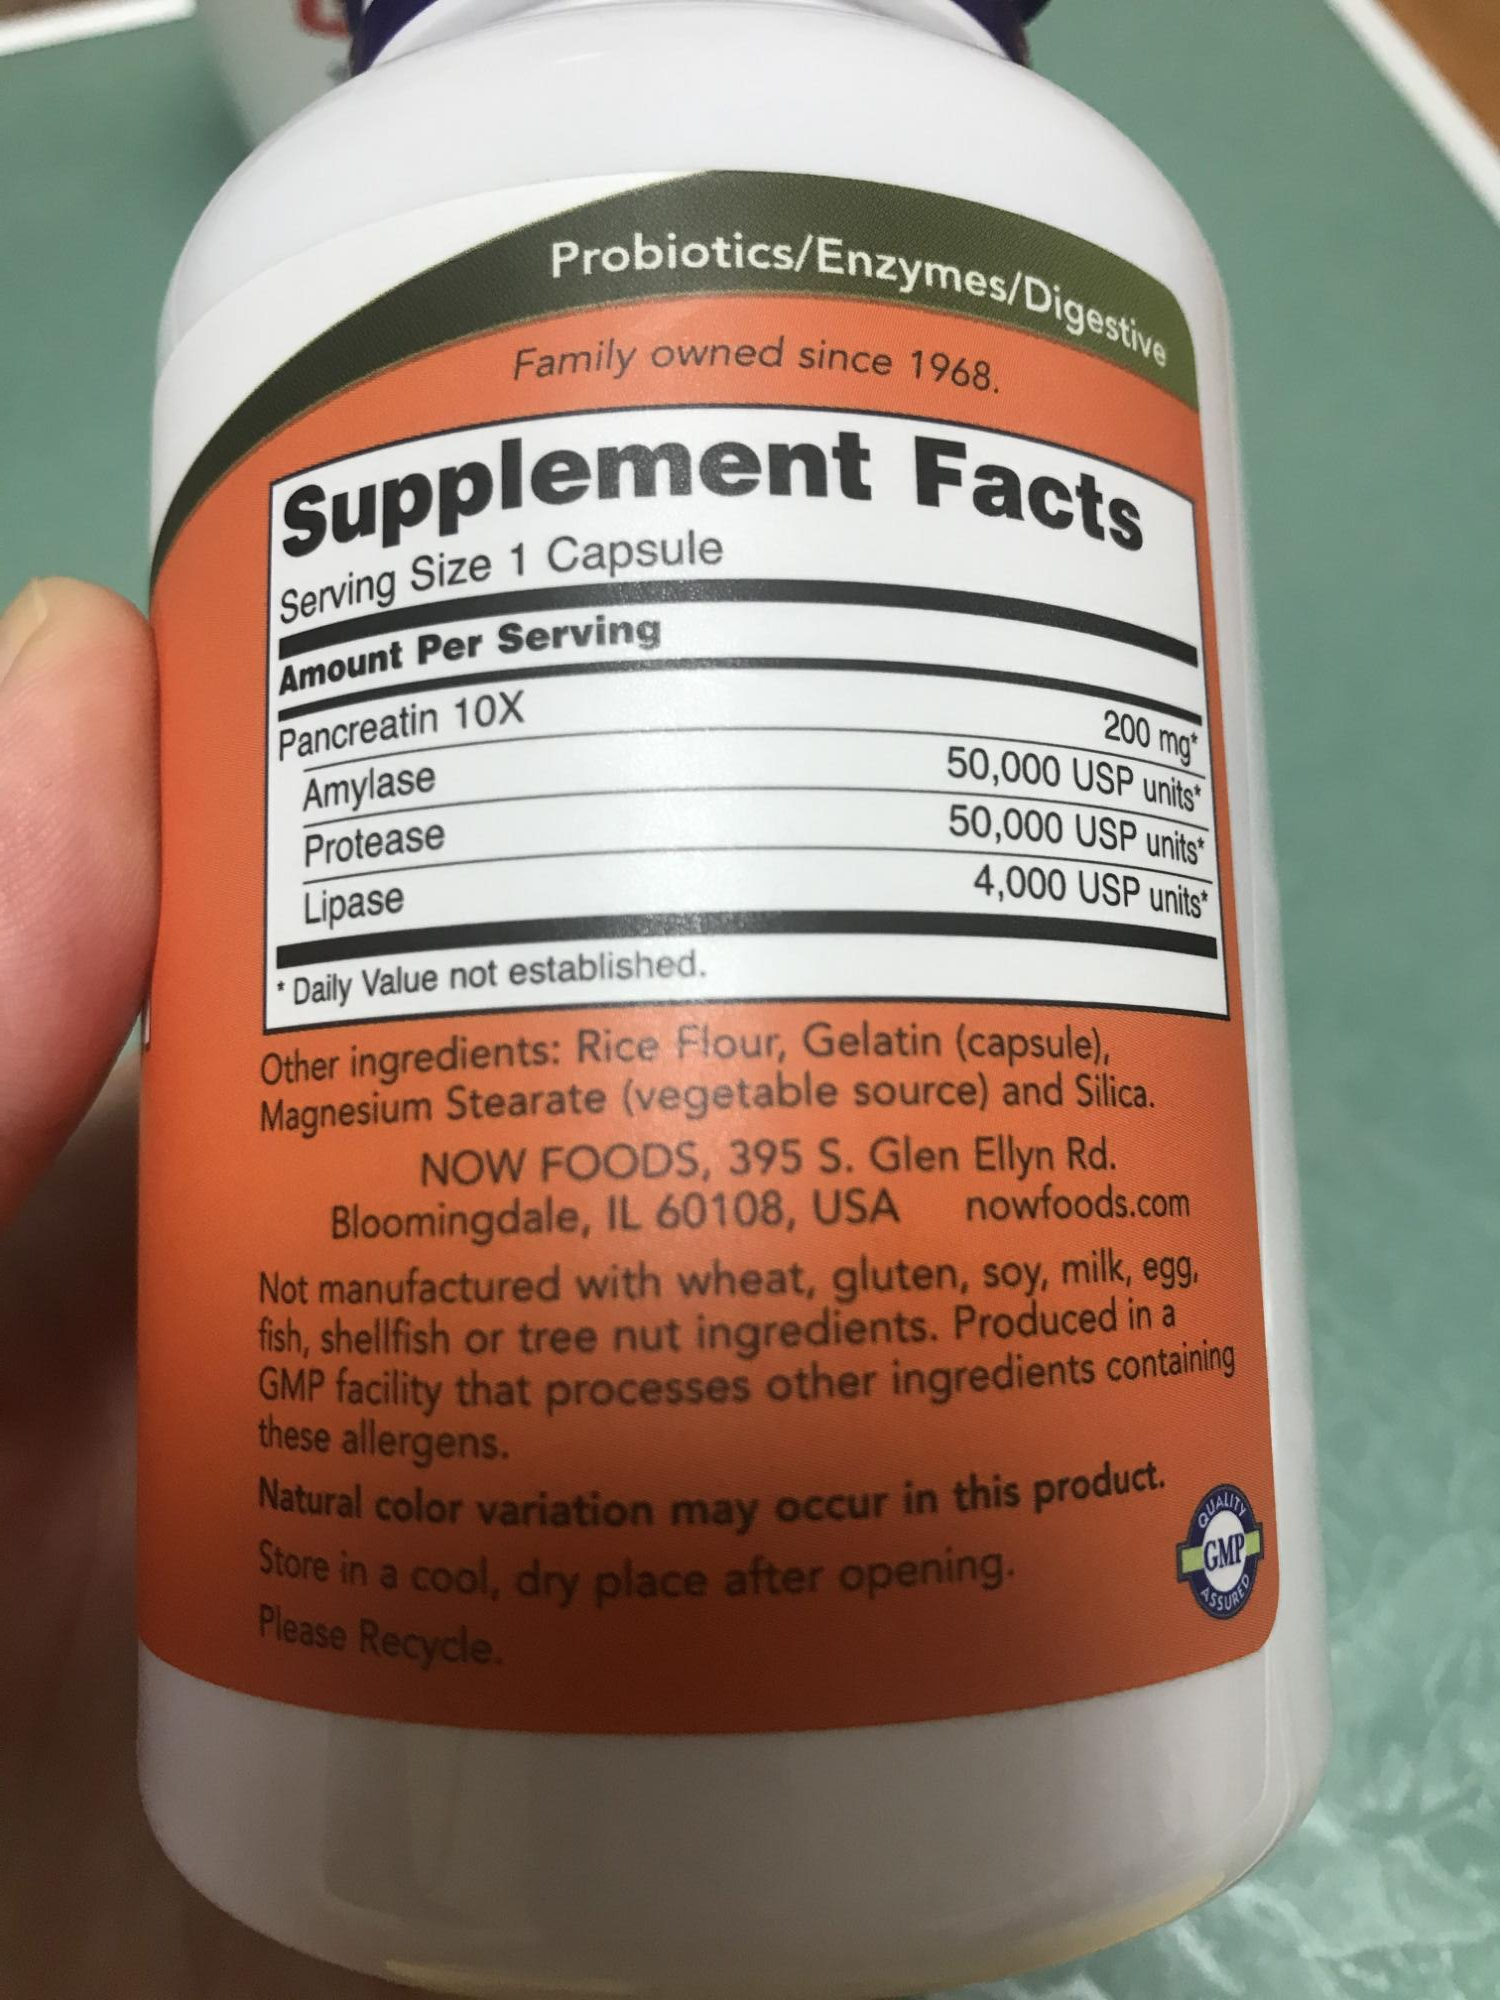 Probiotics/Enzymes/Digestive
Family owned since 1968.
Supplement Facts
Serving Size 1 Capsule
Amount Per Serving
Pancreatin 10X 200 mg*
Amylase 50,000 USP units*
Protease 50,000 USP units*
Lipase 4,000 USP units*
* Daily Value not established.
Other ingredients: Rice Flour, Gelatin (capsule),
Magnesium Stearate (vegetable source) and Silica.
NOW FOODS, 395 S. Glen Ellyn Rd.
Bloomingdale, IL 60108, USA nowfoods.com
Not manufactured with wheat, gluten, soy, milk, egg,
fish, shellfish or tree nut ingredients. Produced in a
GMP facility that processes other ingredients containing
these allergens.
Natural color variation may occur in this product.
Store in a cool, dry place after opening.
Please Recycle.
QUALITY
GMP
ASSURED